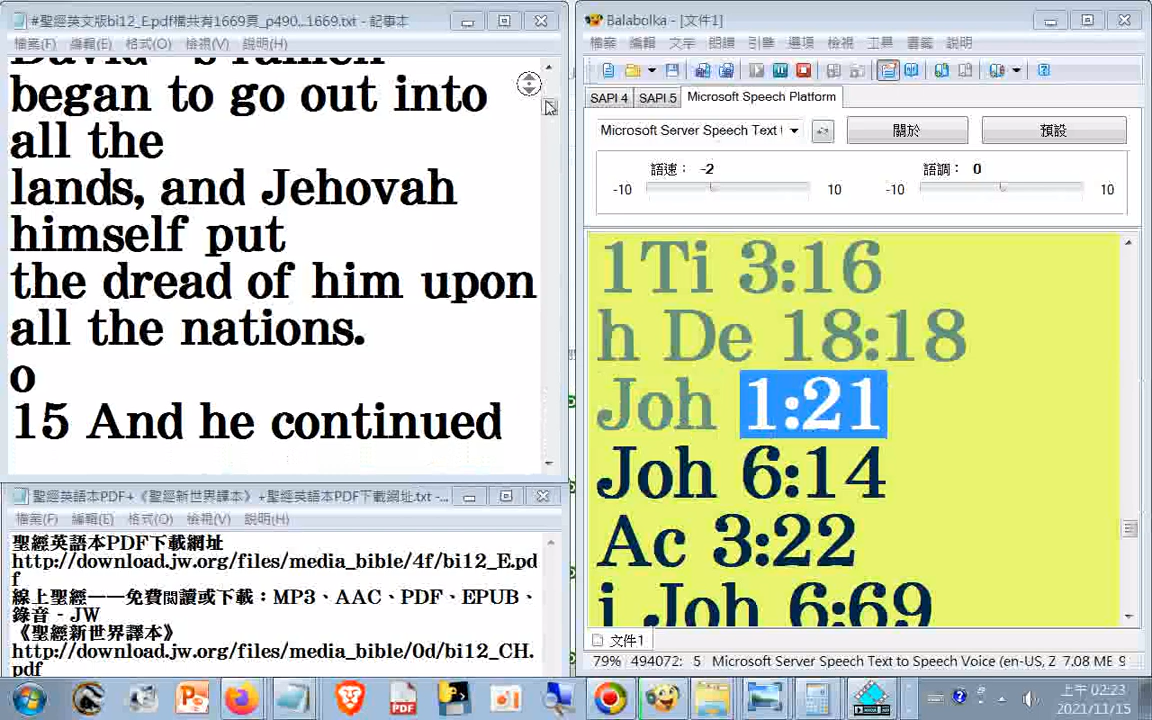 #聖經英文版bi12_E.pdf檔共有1669頁_p490,..1669.txt - 記事本
檔案(F) 編輯(E) 格式(O) 檢視(V) 說明(H)
began to go out into
all the
lands, and Jehovah
himself put
the dread of him upon
all the nations.
o
15 And he continued
聖經英語本PDF+《聖經新世界譯本》+聖經英語本PDF下載網址.txt -...
檔案(F) 編輯(E) 格式(O) 檢視(V) 說明(H)
聖經英語本PDF下載網址
http://download.jw.org/files/media_bible/4f/bi12_E.pd
f
線上聖經——免費閱讀或下載：MP3、AAC、PDF、EPUB、
錄音 - JW
《聖經新世界譯本》
http://download.jw.org/files/media_bible/0d/bi12_CH.
pdf
Balabolka - [文件1]
檔案 編輯 文字 朗讀 引擎 選項 檢視 工具 書籤 說明
SAPI 4 SAPI 5 Microsoft Speech Platform
Microsoft Server Speech Text 關於 預設
語速： -2 語調： 0
-10 10 -10 10
1Ti 3:16
h De 18:18
Joh 1:21
Joh 6:14
Ac 3:22
i Joh 6:69
文件1
79% 494072: 5 Microsoft Server Speech Text to Speech Voice (en-US, Z 7.08 ME 9
上午 02:23
2021/11/15